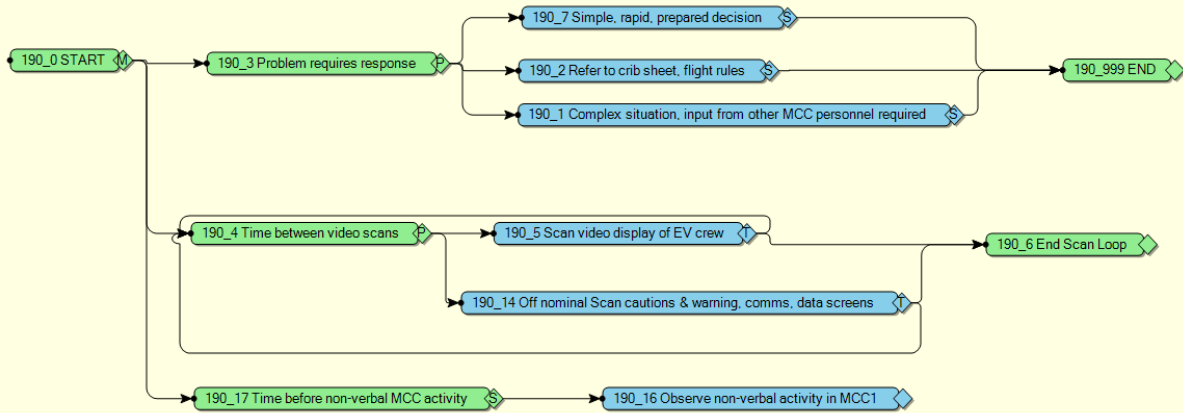 190_7 Simple, rapid, prepared decision S
190_0 START M
190_3 Problem requires response P
190_2 Refer to crib sheet, flight rules S
190_999 END
190_1 Complex situation, input from other MCC personnel required S
190_4 Time between video scans P
190_5 Scan video display of EV crew T
190_6 End Scan Loop
190_14 Off nominal Scan cautions & warning, comms, data screens T
190_17 Time before non-verbal MCC activity S
190_16 Observe non-verbal activity in MCC1